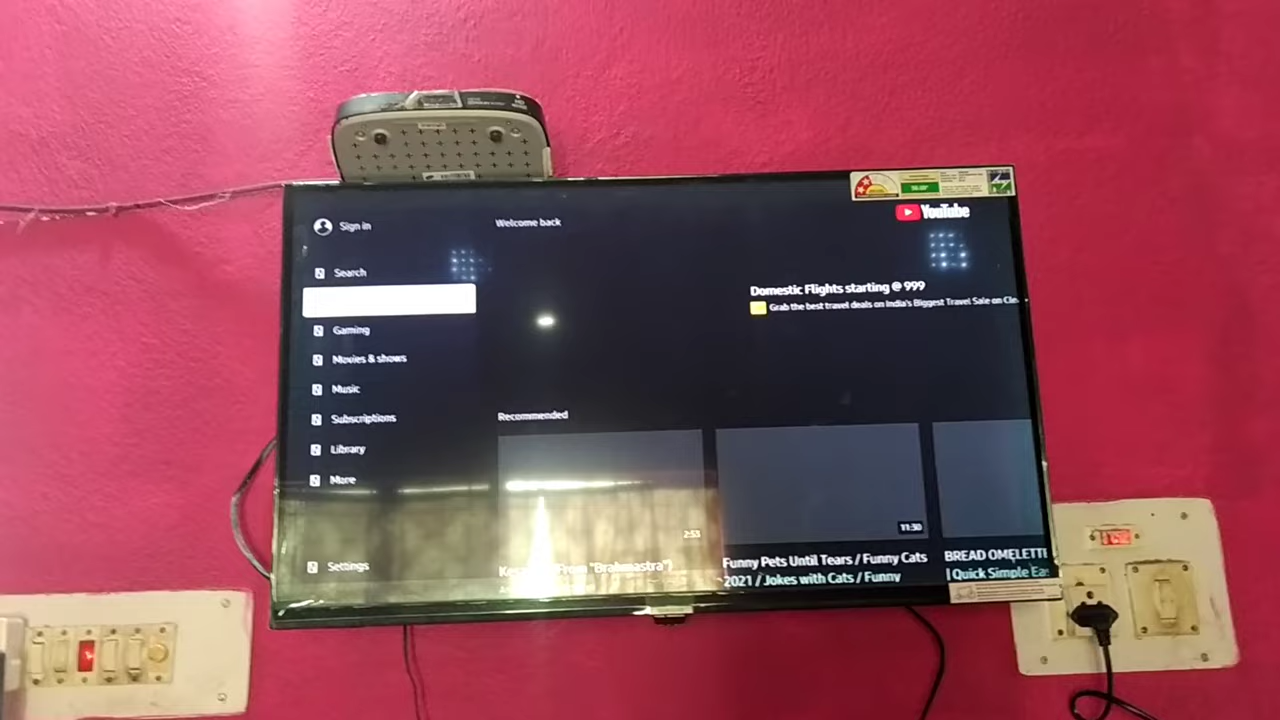 Sign in
Welcome back
YouTube
Search
Domestic Flights starting @ 999
Grab the best travel deals on India's Biggest Travel Sale on Cle
Gaming
Movies & shows
Music
Subscriptions
Library
More
Settings
Recommended
2:53
11:30
From "Brahmastra")
Funny Pets Until Tears / Funny Cats
2021 / Jokes with Cats / Funny
BREAD OMELETTE
| Quick Simple Eas